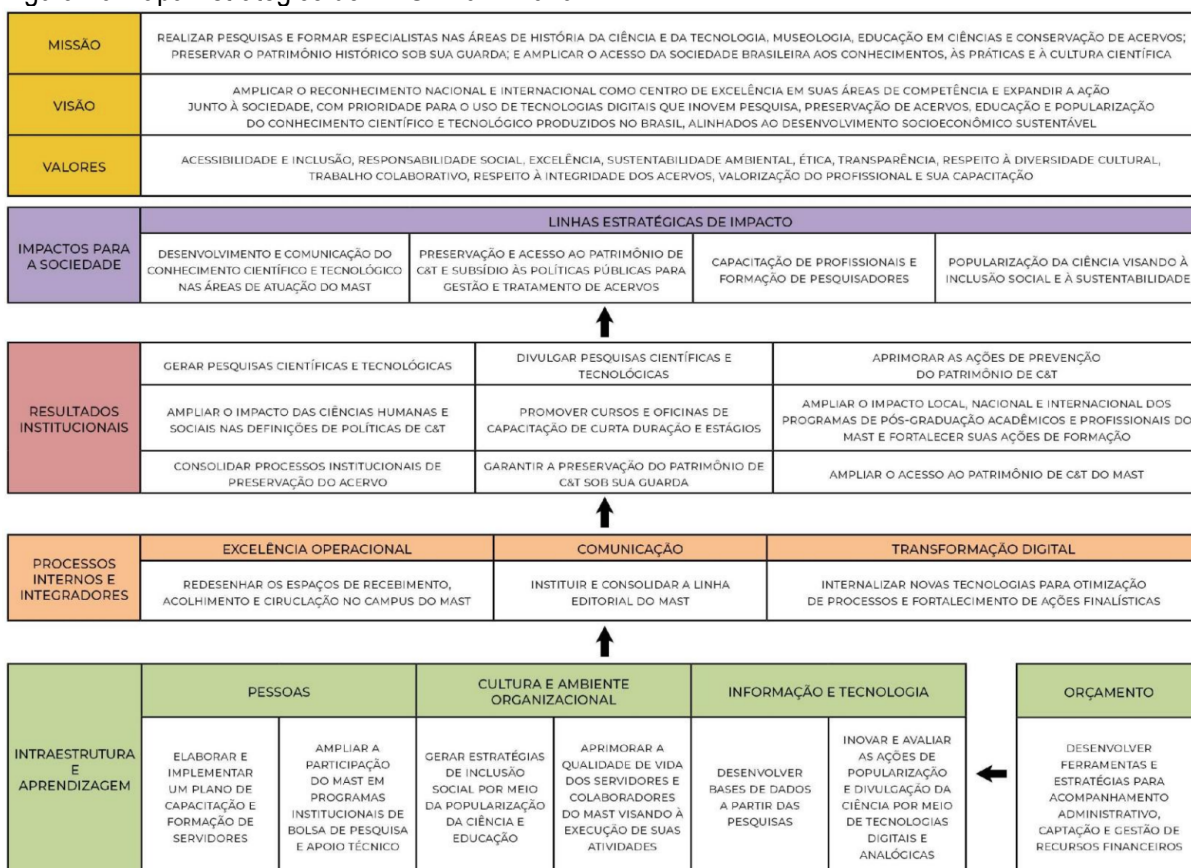 MISSÃO
REALIZAR PESQUISAS E FORMAR ESPECIALISTAS NAS ÁREAS DE HISTÓRIA DA CIÊNCIA E DA TECNOLOGIA, MUSEOLOGIA, EDUCAÇÃO EM CIÊNCIAS E CONSERVAÇÃO DE ACERVOS;
PRESERVAR O PATRIMÔNIO HISTÓRICO SOB SUA GUARDA; E AMPLICAR O ACESSO DA SOCIEDADE BRASILEIRA AOS CONHECIMENTOS, ÀS PRÁTICAS E À CULTURA CIENTÍFICA
VISÃO
AMPLICAR O RECONHECIMENTO NACIONAL E INTERNACIONAL COMO CENTRO DE EXCELÊNCIA EM SUAS ÁREAS DE COMPETÊNCIA E EXPANDIR A AÇÃO
JUNTO À SOCIEDADE, COM PRIORIDADE PARA O USO DE TECNOLOGIAS DIGITAIS QUE INOVEM PESQUISA, PRESERVAÇÃO DE ACERVOS, EDUCAÇÃO E POPULARIZAÇÃO
DO CONHECIMENTO CIENTÍFICO E TECNOLÓGICO PRODUZIDOS NO BRASIL, ALINHADOS AO DESENVOLVIMENTO SOCIOECONÔMICO SUSTENTÁVEL
VALORES
ACESSIBILIDADE E INCLUSÃO, RESPONSABILIDADE SOCIAL, EXCELÊNCIA, SUSTENTABILIDADE AMBIENTAL, ÉTICA, TRANSPARÊNCIA, RESPEITO À DIVERSIDADE CULTURAL,
TRABALHO COLABORATIVO, RESPEITO À INTEGRIDADE DOS ACERVOS, VALORIZAÇÃO DO PROFISSIONAL E SUA CAPACITAÇÃO
IMPACTOS PARA
A SOCIEDADE
LINHAS ESTRATÉGICAS DE IMPACTO
DESENVOLVIMENTO E COMUNICAÇÃO DO
CONHECIMENTO CIENTÍFICO E TECNOLÓGICO
NAS ÁREAS DE ATUAÇÃO DO MAST
PRESERVAÇÃO E ACESSO AO PATRIMÔNIO DE
C&T E SUBSÍDIO ÀS POLÍTICAS PÚBLICAS PARA
GESTÃO E TRATAMENTO DE ACERVOS
CAPACITAÇÃO DE PROFISSIONAIS E
FORMAÇÃO DE PESQUISADORES
POPULARIZAÇÃO DA CIÊNCIA VISANDO À
INCLUSÃO SOCIAL E À SUSTENTABILIDADE
RESULTADOS
INSTITUCIONAIS
GERAR PESQUISAS CIENTÍFICAS E TECNOLÓGICAS
DIVULGAR PESQUISAS CIENTÍFICAS E
TECNOLÓGICAS
APRIMORAR AS AÇÕES DE PREVENÇÃO
DO PATRIMÔNIO DE C&T
AMPLIAR O IMPACTO DAS CIÊNCIAS HUMANAS E
SOCIAIS NAS DEFINIÇÕES DE POLÍTICAS DE C&T
PROMOVER CURSOS E OFICINAS DE
CAPACITAÇÃO DE CURTA DURAÇÃO E ESTÁGIOS
AMPLIAR O IMPACTO LOCAL, NACIONAL E INTERNACIONAL DOS
PROGRAMAS DE PÓS-GRADUAÇÃO ACADÊMICOS E PROFISSIONAIS DO
MAST E FORTALECER SUAS AÇÕES DE FORMAÇÃO
CONSOLIDAR PROCESSOS INSTITUCIONAIS DE
PRESERVAÇÃO DO ACERVO
GARANTIR A PRESERVAÇÃO DO PATRIMÔNIO DE
C&T SOB SUA GUARDA
AMPLIAR O ACESSO AO PATRIMÔNIO DE C&T DO MAST
PROCESSOS
INTERNOS E
INTEGRADORES
EXCELÊNCIA OPERACIONAL
COMUNICAÇÃO
TRANSFORMAÇÃO DIGITAL
REDESENHAR OS ESPAÇOS DE RECEBIMENTO,
ACOLHIMENTO E CIRUCLAÇÃO NO CAMPUS DO MAST
INSTITUIR E CONSOLIDAR A LINHA
EDITORIAL DO MAST
INTERNALIZAR NOVAS TECNOLOGIAS PARA OTIMIZAÇÃO
DE PROCESSOS E FORTALECIMENTO DE AÇÕES FINALÍSTICAS
INTRAESTRUTURA
E
APRENDIZAGEM
PESSOAS
CULTURA E AMBIENTE
ORGANIZACIONAL
INFORMAÇÃO E TECNOLOGIA
ORÇAMENTO
ELABORAR E
IMPLEMENTAR
UM PLANO DE
CAPACITAÇÃO E
FORMAÇÃO DE
SERVIDORES
AMPLIAR A
PARTICIPAÇÃO
DO MAST EM
PROGRAMAS
INSTITUCIONAIS DE
BOLSA DE PESQUISA
E APOIO TÉCNICO
GERAR ESTRATÉGIAS
DE INCLUSÃO
SOCIAL POR MEIO
DA POPULARIZAÇÃO
DA CIÊNCIA E
EDUCAÇÃO
APRIMORAR A
QUALIDADE DE VIDA
DOS SERVIDORES E
COLABORADORES
DO MAST VISANDO À
EXECUÇÃO DE SUAS
ATIVIDADES
DESENVOLVER
BASES DE DADOS
A PARTIR DAS
PESQUISAS
INOVAR E AVALIAR
AS AÇÕES DE
POPULARIZAÇÃO
E DIVULGAÇÃO DA
CIÊNCIA POR MEIO
DE TECNOLOGIAS
DIGITAIS E
ANALÓGICAS
DESENVOLVER
FERRAMENTAS E
ESTRATÉGIAS PARA
ACOMPANHAMENTO
ADMINISTRATIVO,
CAPTAÇÃO E GESTÃO DE
RECURSOS FINANCEIROS